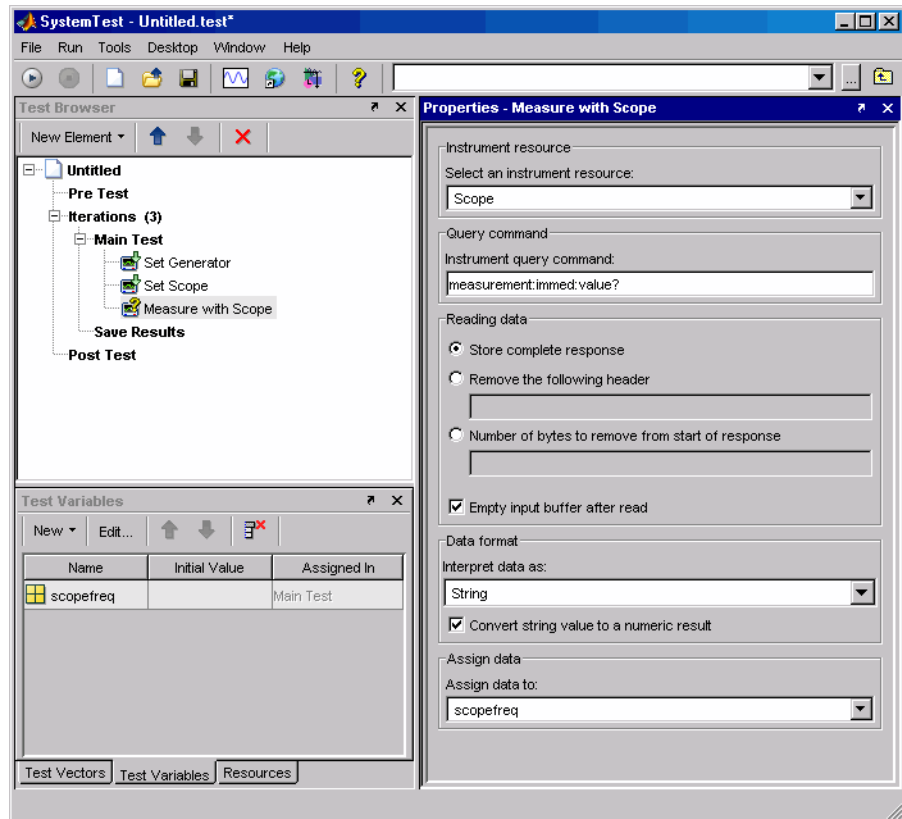 SystemTest - Untitled.test*
File Run Tools Desktop Window Help
...
Test Browser
New Element
Untitled
Pre Test
Iterations (3)
Main Test
Set Generator
Set Scope
Measure with Scope
Save Results
Post Test
Test Variables
New Edit...
Name Initial Value Assigned In
scopefreq Main Test
Test Vectors Test Variables Resources
Properties - Measure with Scope
Instrument resource
Select an instrument resource:
Scope
Query command
Instrument query command:
measurement:immed:value?
Reading data
Store complete response
Remove the following header
Number of bytes to remove from start of response
Empty input buffer after read
Data format
Interpret data as:
String
Convert string value to a numeric result
Assign data
Assign data to:
scopefreq